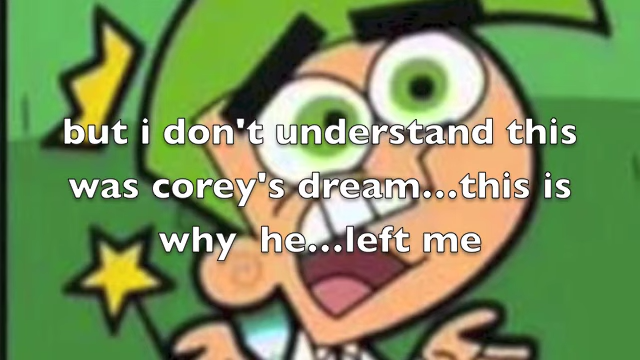 but i don't understand this
was corey's dream...this is
why  he...left me